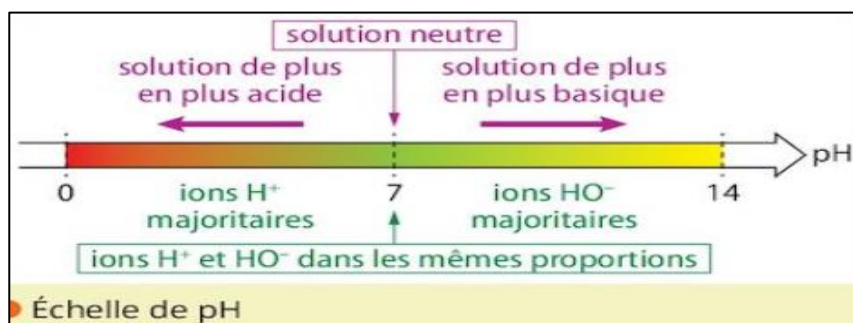 solution neutre
solution de plus
en plus acide
solution de plus
en plus basique
pH
0
7
14
ions H⁺
majoritaires
ions HO⁻
majoritaires
ions H⁺ et HO⁻ dans les mêmes proportions
Échelle de pH